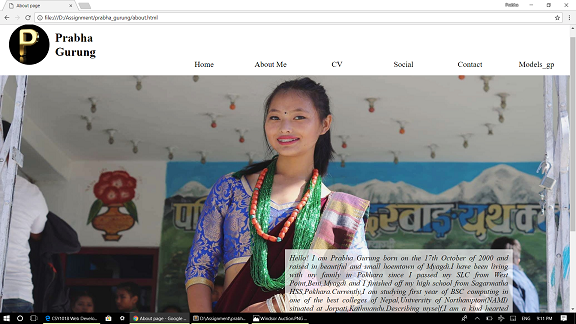 About page
Prabha
file:///D:/Assignment/prabha_gurung/about.html
P
Prabha
Gurung
Home
About Me
CV
Social
Contact
Models_gp
Hello! I am Prabha Gurung born on the 17th October of 2000 and
raised in beautiful and small hoemtown of Myagdi.I have been living
with my family in Pokhara since I passed my SLC from West
Point,Beni,Myagdi and I finished off my high school from Sagarmatha
HSS,Pokhara.Currently,I am studying first year of BSC computing in
one of the best colleges of Nepal,University of Northampton(NAMI)
situated at Jorpati,Kathmandu.Describing myself,I am a kind hearted
CSY1018 Web Develo...
About page - Google ...
D:\Assignment\prabh...
Windsor Auction.PNG ...
ENG
9:11 PM